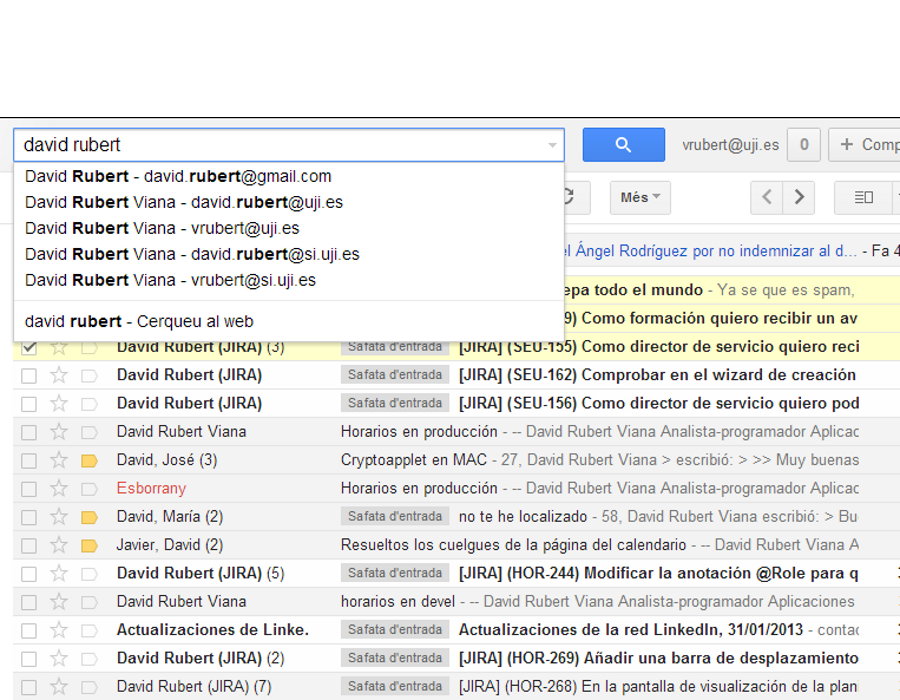 david rubert
vrubert@uji.es 0 + Comp
David Rubert - david.rubert@gmail.com
David Rubert Viana - david.rubert@uji.es
David Rubert Viana - vrubert@uji.es
David Rubert Viana - david.rubert@si.uji.es
David Rubert Viana - vrubert@si.uji.es
david rubert - Cerqueu al web
Més
el Ángel Rodríguez por no indemnizar al d... - Fa 4
epa todo el mundo - Ya se que es spam,
9) Como formación quiero recibir un av
David Rubert (JIRA) (3) Safata d'entrada [JIRA] (SEU-155) Como director de servicio quiero reci
David Rubert (JIRA) Safata d'entrada [JIRA] (SEU-162) Comprobar en el wizard de creación
David Rubert (JIRA) Safata d'entrada [JIRA] (SEU-156) Como director de servicio quiero pod
David Rubert Viana Horarios en producción - -- David Rubert Viana Analista-programador Aplicac
David, José (3) Cryptoapplet en MAC - 27, David Rubert Viana > escribió: > >> Muy buenas
Esborrany Horarios en producción - -- David Rubert Viana Analista-programador Aplicac
David, María (2) Safata d'entrada no te he localizado - 58, David Rubert Viana escribió: > Bu
Javier, David (2) Resueltos los cuelgues de la página del calendario - -- David Rubert Viana A
David Rubert (JIRA) (5) Safata d'entrada [JIRA] (HOR-244) Modificar la anotación @Role para q
David Rubert Viana horarios en devel - -- David Rubert Viana Analista-programador Aplicaciones
Actualizaciones de Linke. Safata d'entrada Actualizaciones de la red LinkedIn, 31/01/2013 - contac
David Rubert (JIRA) (2) Safata d'entrada [JIRA] (HOR-269) Añadir una barra de desplazamiento
David Rubert (JIRA) (7) Safata d'entrada [JIRA] (HOR-268) En la pantalla de visualización de la plan